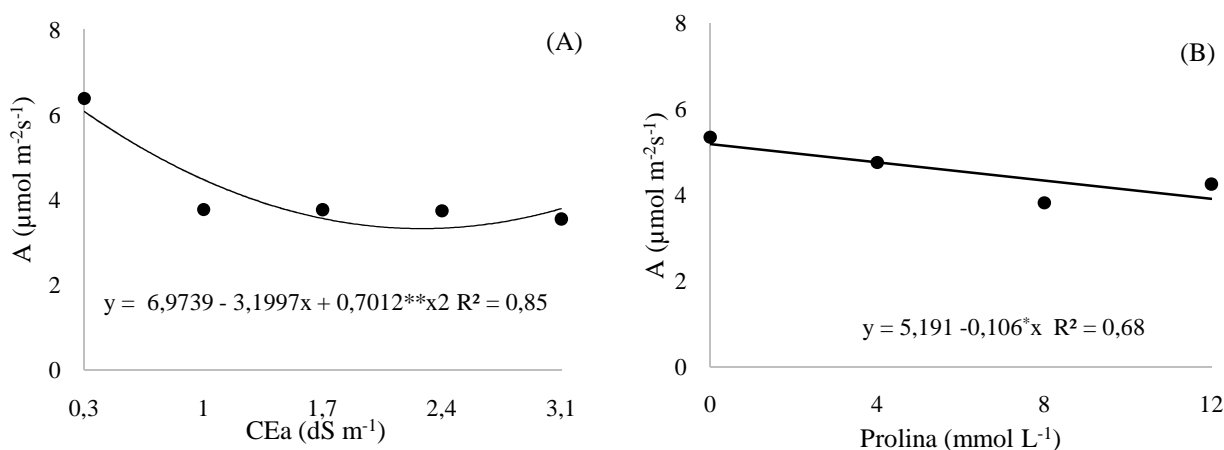 (A)
8
6
4
2
0
A (µmol m⁻²s⁻¹)
y = 6,9739 - 3,1997x + 0,7012**x2 R² = 0,85
0,3 1 1,7 2,4 3,1
CEa (dS m⁻¹)
(B)
8
6
4
2
0
A (µmol m⁻²s⁻¹)
y = 5,191 -0,106*x R² = 0,68
0 4 8 12
Prolina (mmol L⁻¹)